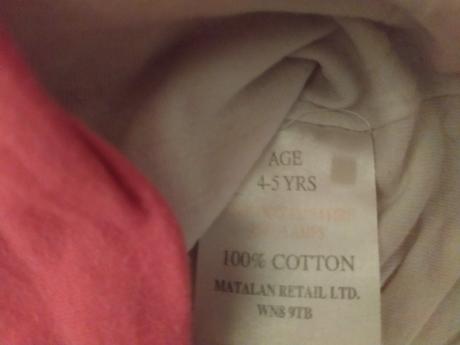 AGE
4-5 YRS
100% COTTON
MATALAN RETAIL LTD.
WN8 9TB